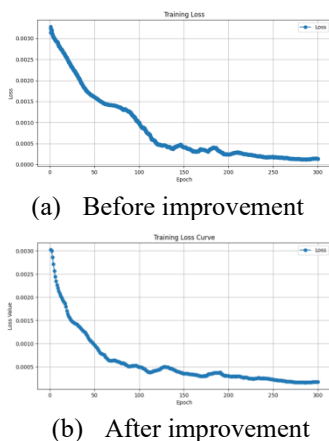 Training Loss
Loss
0.0030
0.0025
0.0020
0.0015
0.0010
0.0005
0.0000
Loss
0 50 100 150 200 250 300
Epoch
(a) Before improvement
Training Loss Curve
Loss
0.0030
0.0025
0.0020
0.0015
0.0010
0.0005
Loss Value
0 50 100 150 200 250 300
Epoch
(b) After improvement